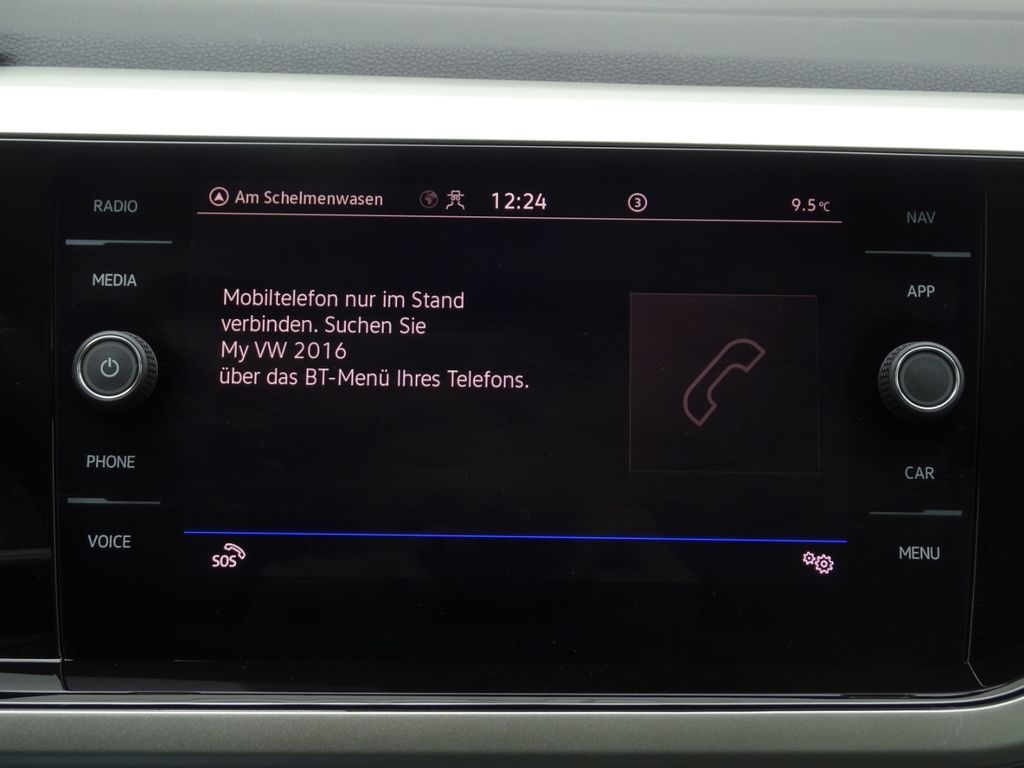 RADIO
MEDIA
PHONE
VOICE
Am Schelmenwasen
12:24
3
9.5°C
Mobiltelefon nur im Stand
verbinden. Suchen Sie
My VW 2016
über das BT-Menü Ihres Telefons.
SOS
NAV
APP
CAR
MENU